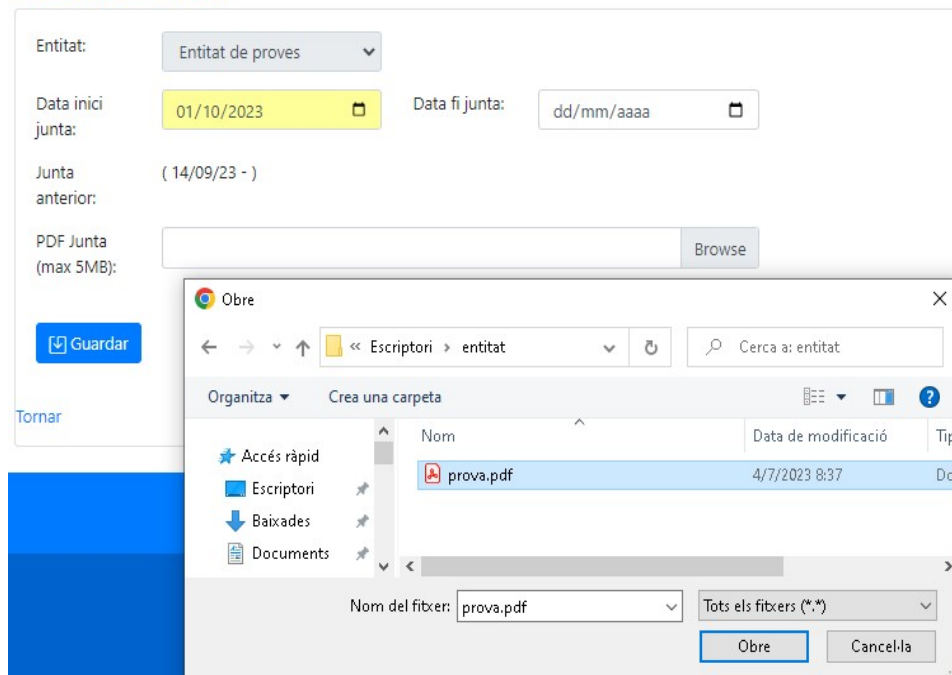 Entitat:
Entitat de proves
Data inici
junta:
01/10/2023
Data fi junta:
dd/mm/aaaa
Junta
anterior:
( 14/09/23 - )
PDF Junta
(max 5MB):
Browse
Guardar
Tornar
Obre
« Escriptori > entitat
Cerca a: entitat
Organitza
Crea una carpeta
Nom
Data de modificació
Tip
Accés ràpid
prova.pdf
4/7/2023 8:37
Do
Escriptori
Baixades
Documents
Nom del fitxer:
prova.pdf
Tots els fitxers (*.*)
Obre
Cancel·la